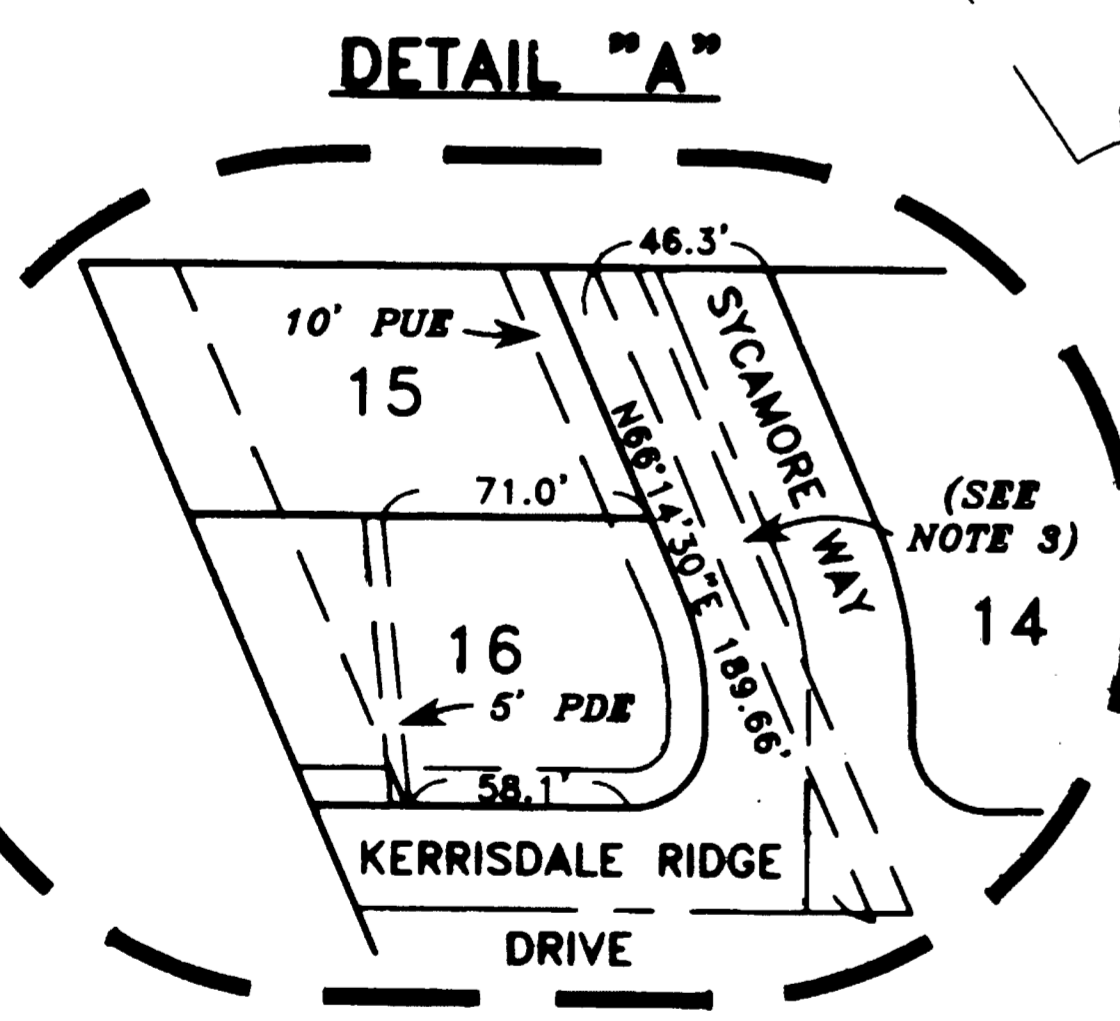 DETAIL "A"
46.3'
10' PUE
15
SYCAMORE WAY
N66°14'30"E 189.66'
71.0'
(SEE
NOTE 3)
14
16
5' PDE
58.1'
KERRISDALE RIDGE
DRIVE